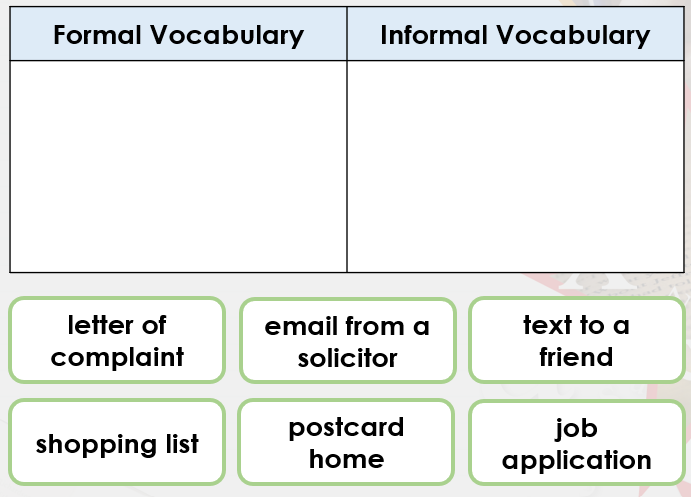 Formal Vocabulary
Informal Vocabulary
letter of
complaint
email from a
solicitor
text to a
friend
shopping list
postcard
home
job
application